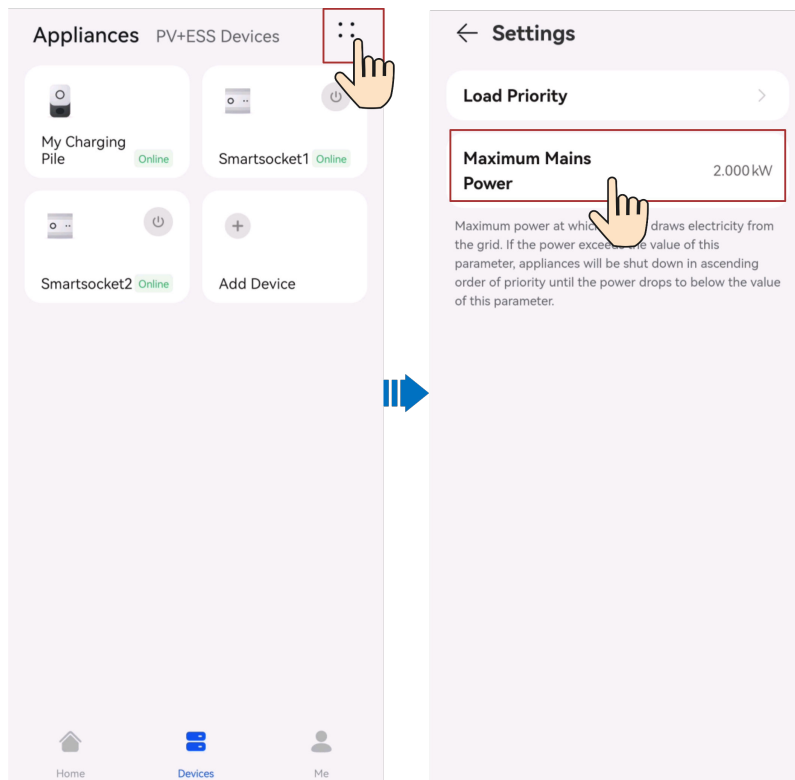 Appliances PV+ESS Devices
My Charging
Pile Online
Smartsocket1 Online
Smartsocket2 Online
Add Device
Home Devices Me
Settings
Load Priority
Maximum Mains
Power
2.000 kW
Maximum power at which draws electricity from
the grid. If the power exceeds the value of this
parameter, appliances will be shut down in ascending
order of priority until the power drops to below the value
of this parameter.